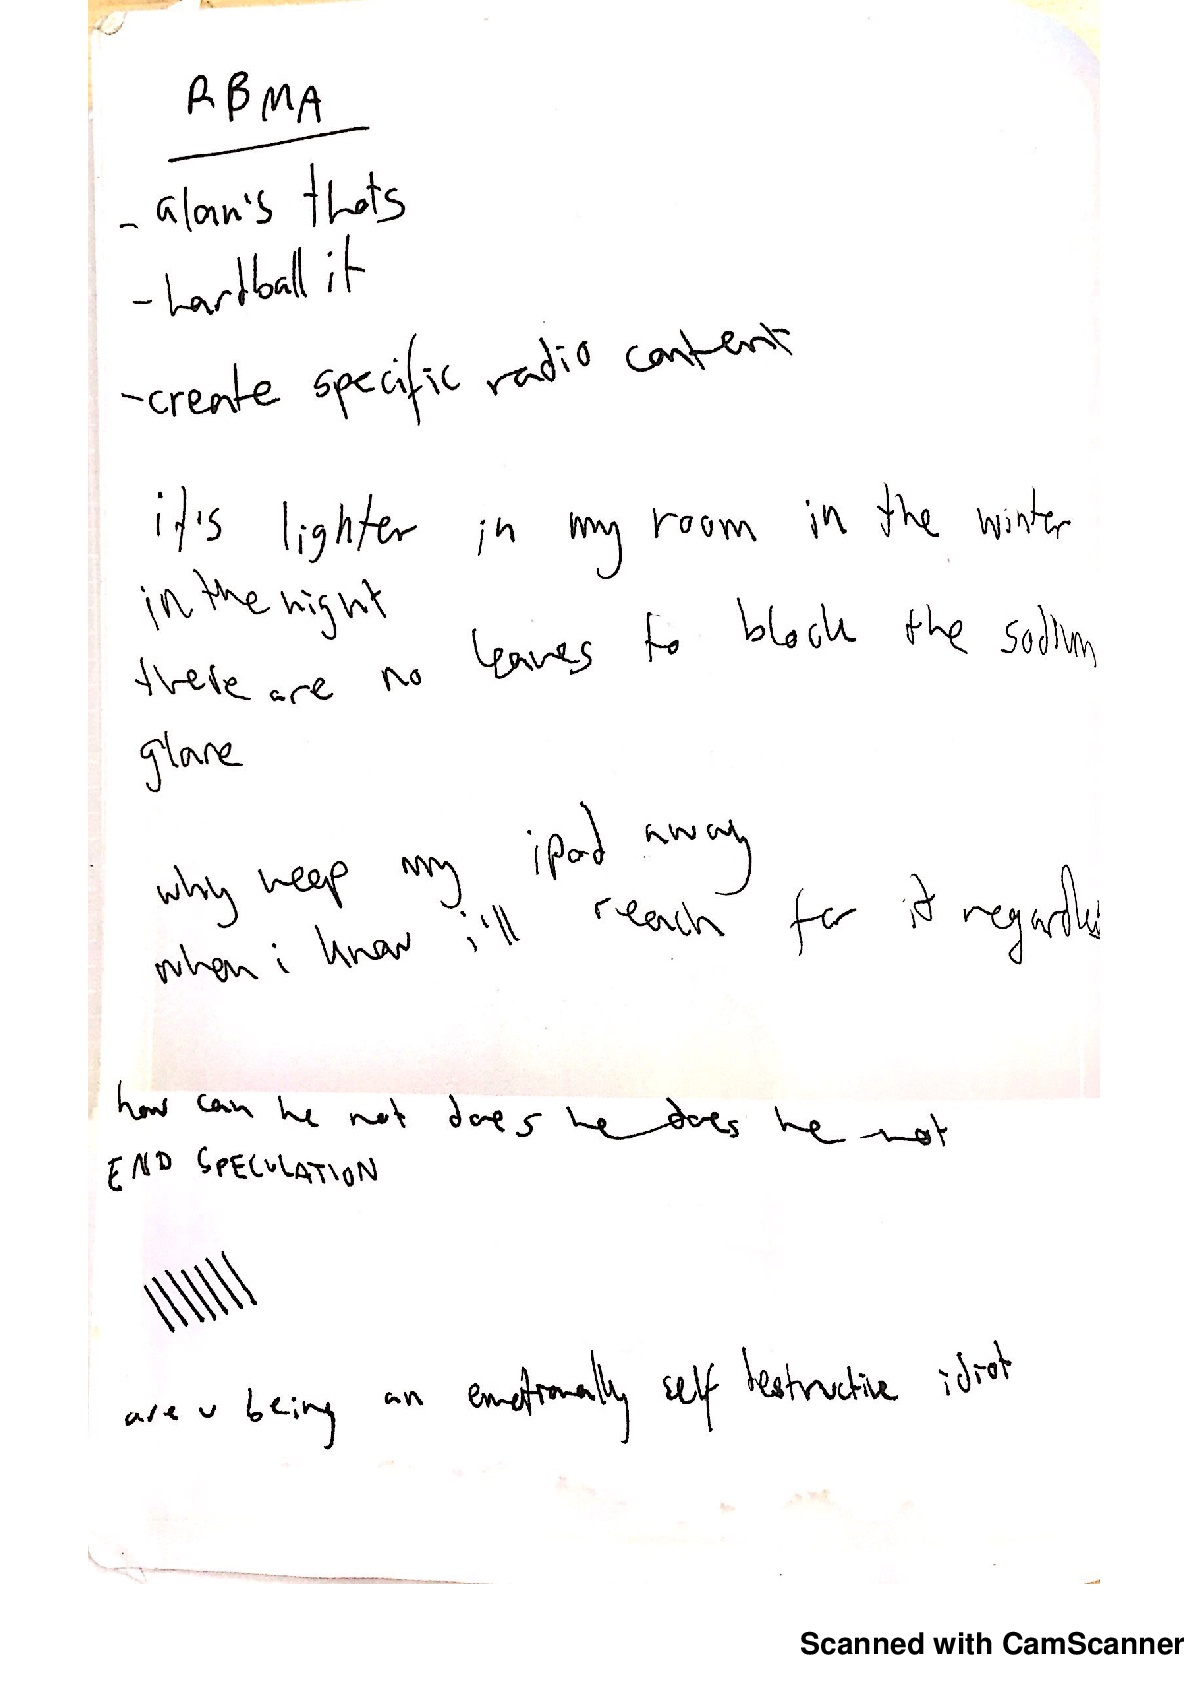 RBMA
- alan's thots
- hardball it
- create specific radio content
it's lighter in my room in the winter
in the night
there are no leaves to block the sodium
glare
why keep my ipod away
when i know i'll reach for it regardless
how can he not does he does he not
END SPECULATION
are u being an emotionally self destructive idiot
Scanned with CamScanner